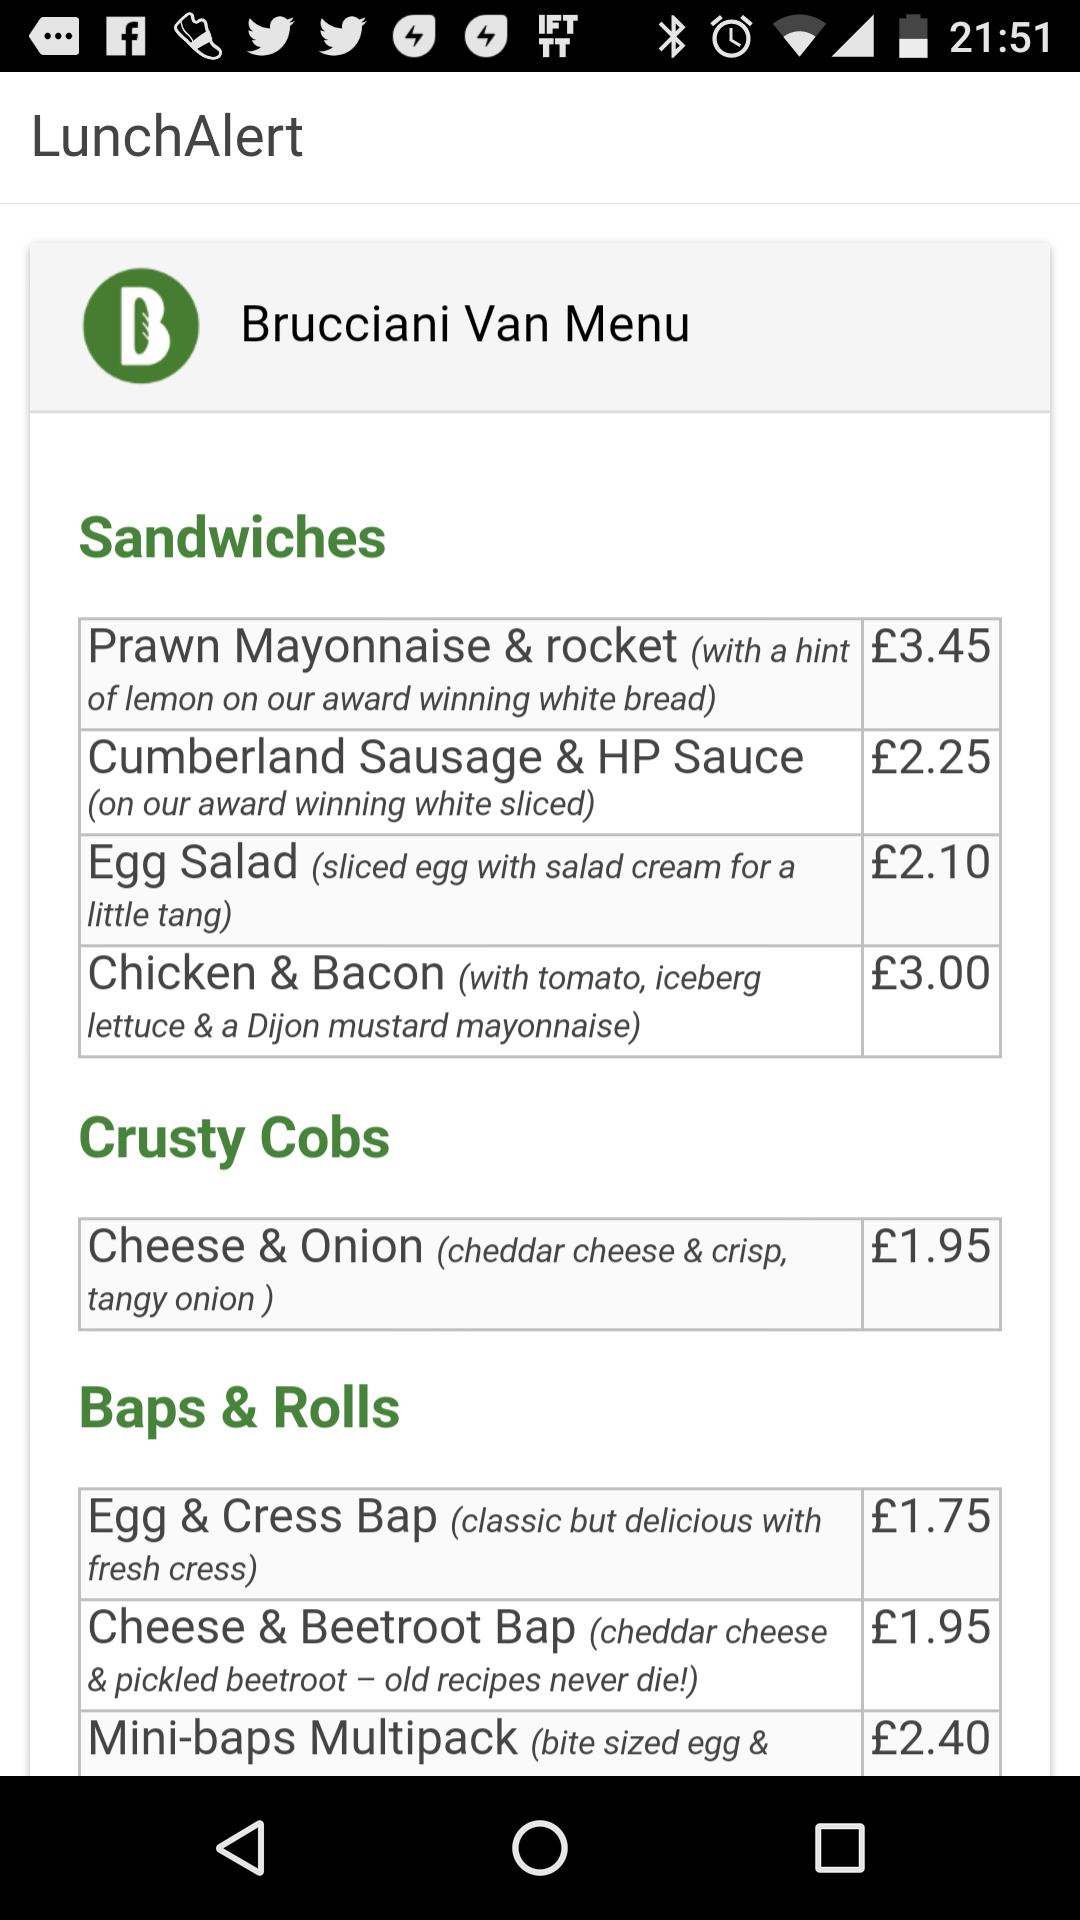 IFTTT 21:51
LunchAlert
B Brucciani Van Menu
Sandwiches
Prawn Mayonnaise & rocket (with a hint £3.45
of lemon on our award winning white bread)
Cumberland Sausage & HP Sauce £2.25
(on our award winning white sliced)
Egg Salad (sliced egg with salad cream for a £2.10
little tang)
Chicken & Bacon (with tomato, iceberg £3.00
lettuce & a Dijon mustard mayonnaise)
Crusty Cobs
Cheese & Onion (cheddar cheese & crisp, £1.95
tangy onion )
Baps & Rolls
Egg & Cress Bap (classic but delicious with £1.75
fresh cress)
Cheese & Beetroot Bap (cheddar cheese £1.95
& pickled beetroot – old recipes never die!)
Mini-baps Multipack (bite sized egg & £2.40